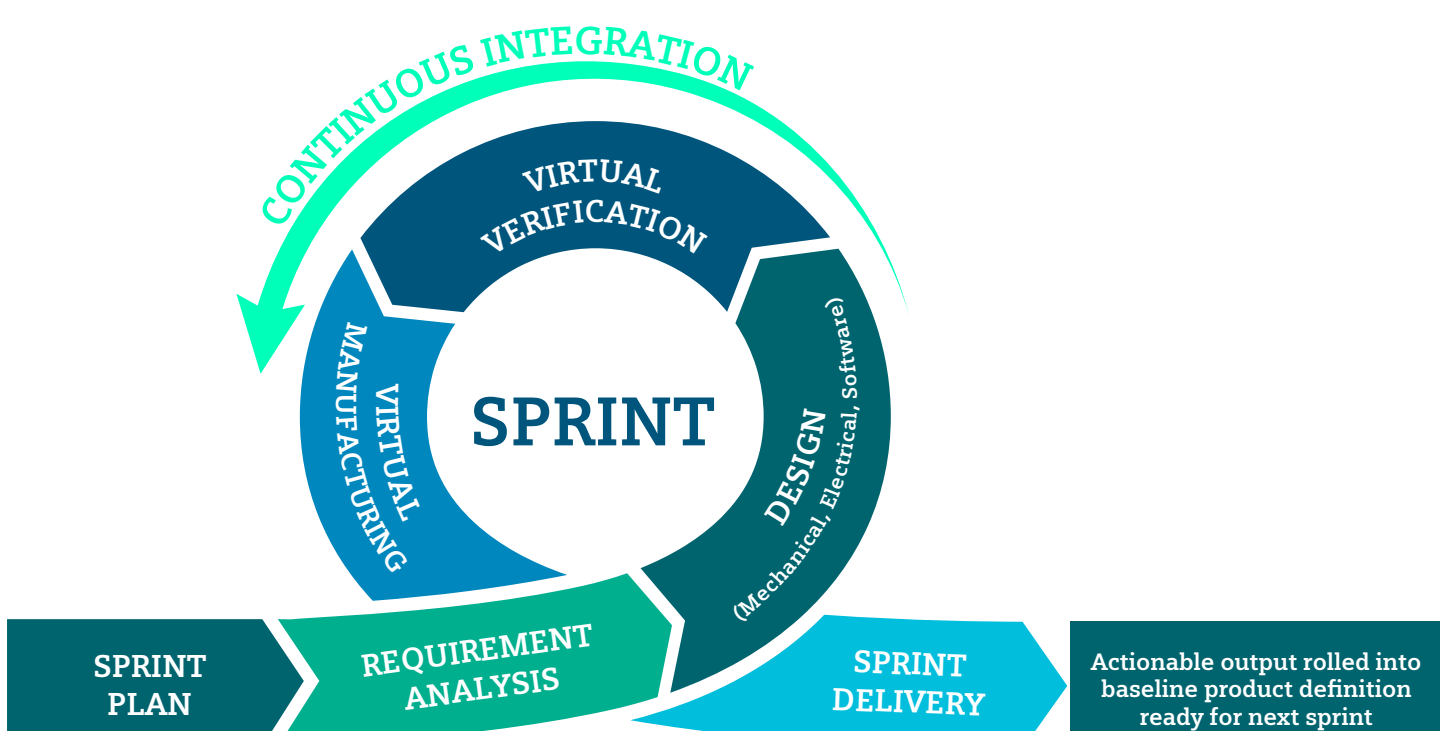 CONTINUOUS INTEGRATION
VIRTUAL
VERIFICATION
VIRTUAL
MANUFACTURING
SPRINT
DESIGN
(Mechanical, Electrical, Software)
SPRINT
PLAN
REQUIREMENT
ANALYSIS
SPRINT
DELIVERY
Actionable output rolled into
baseline product definition
ready for next sprint